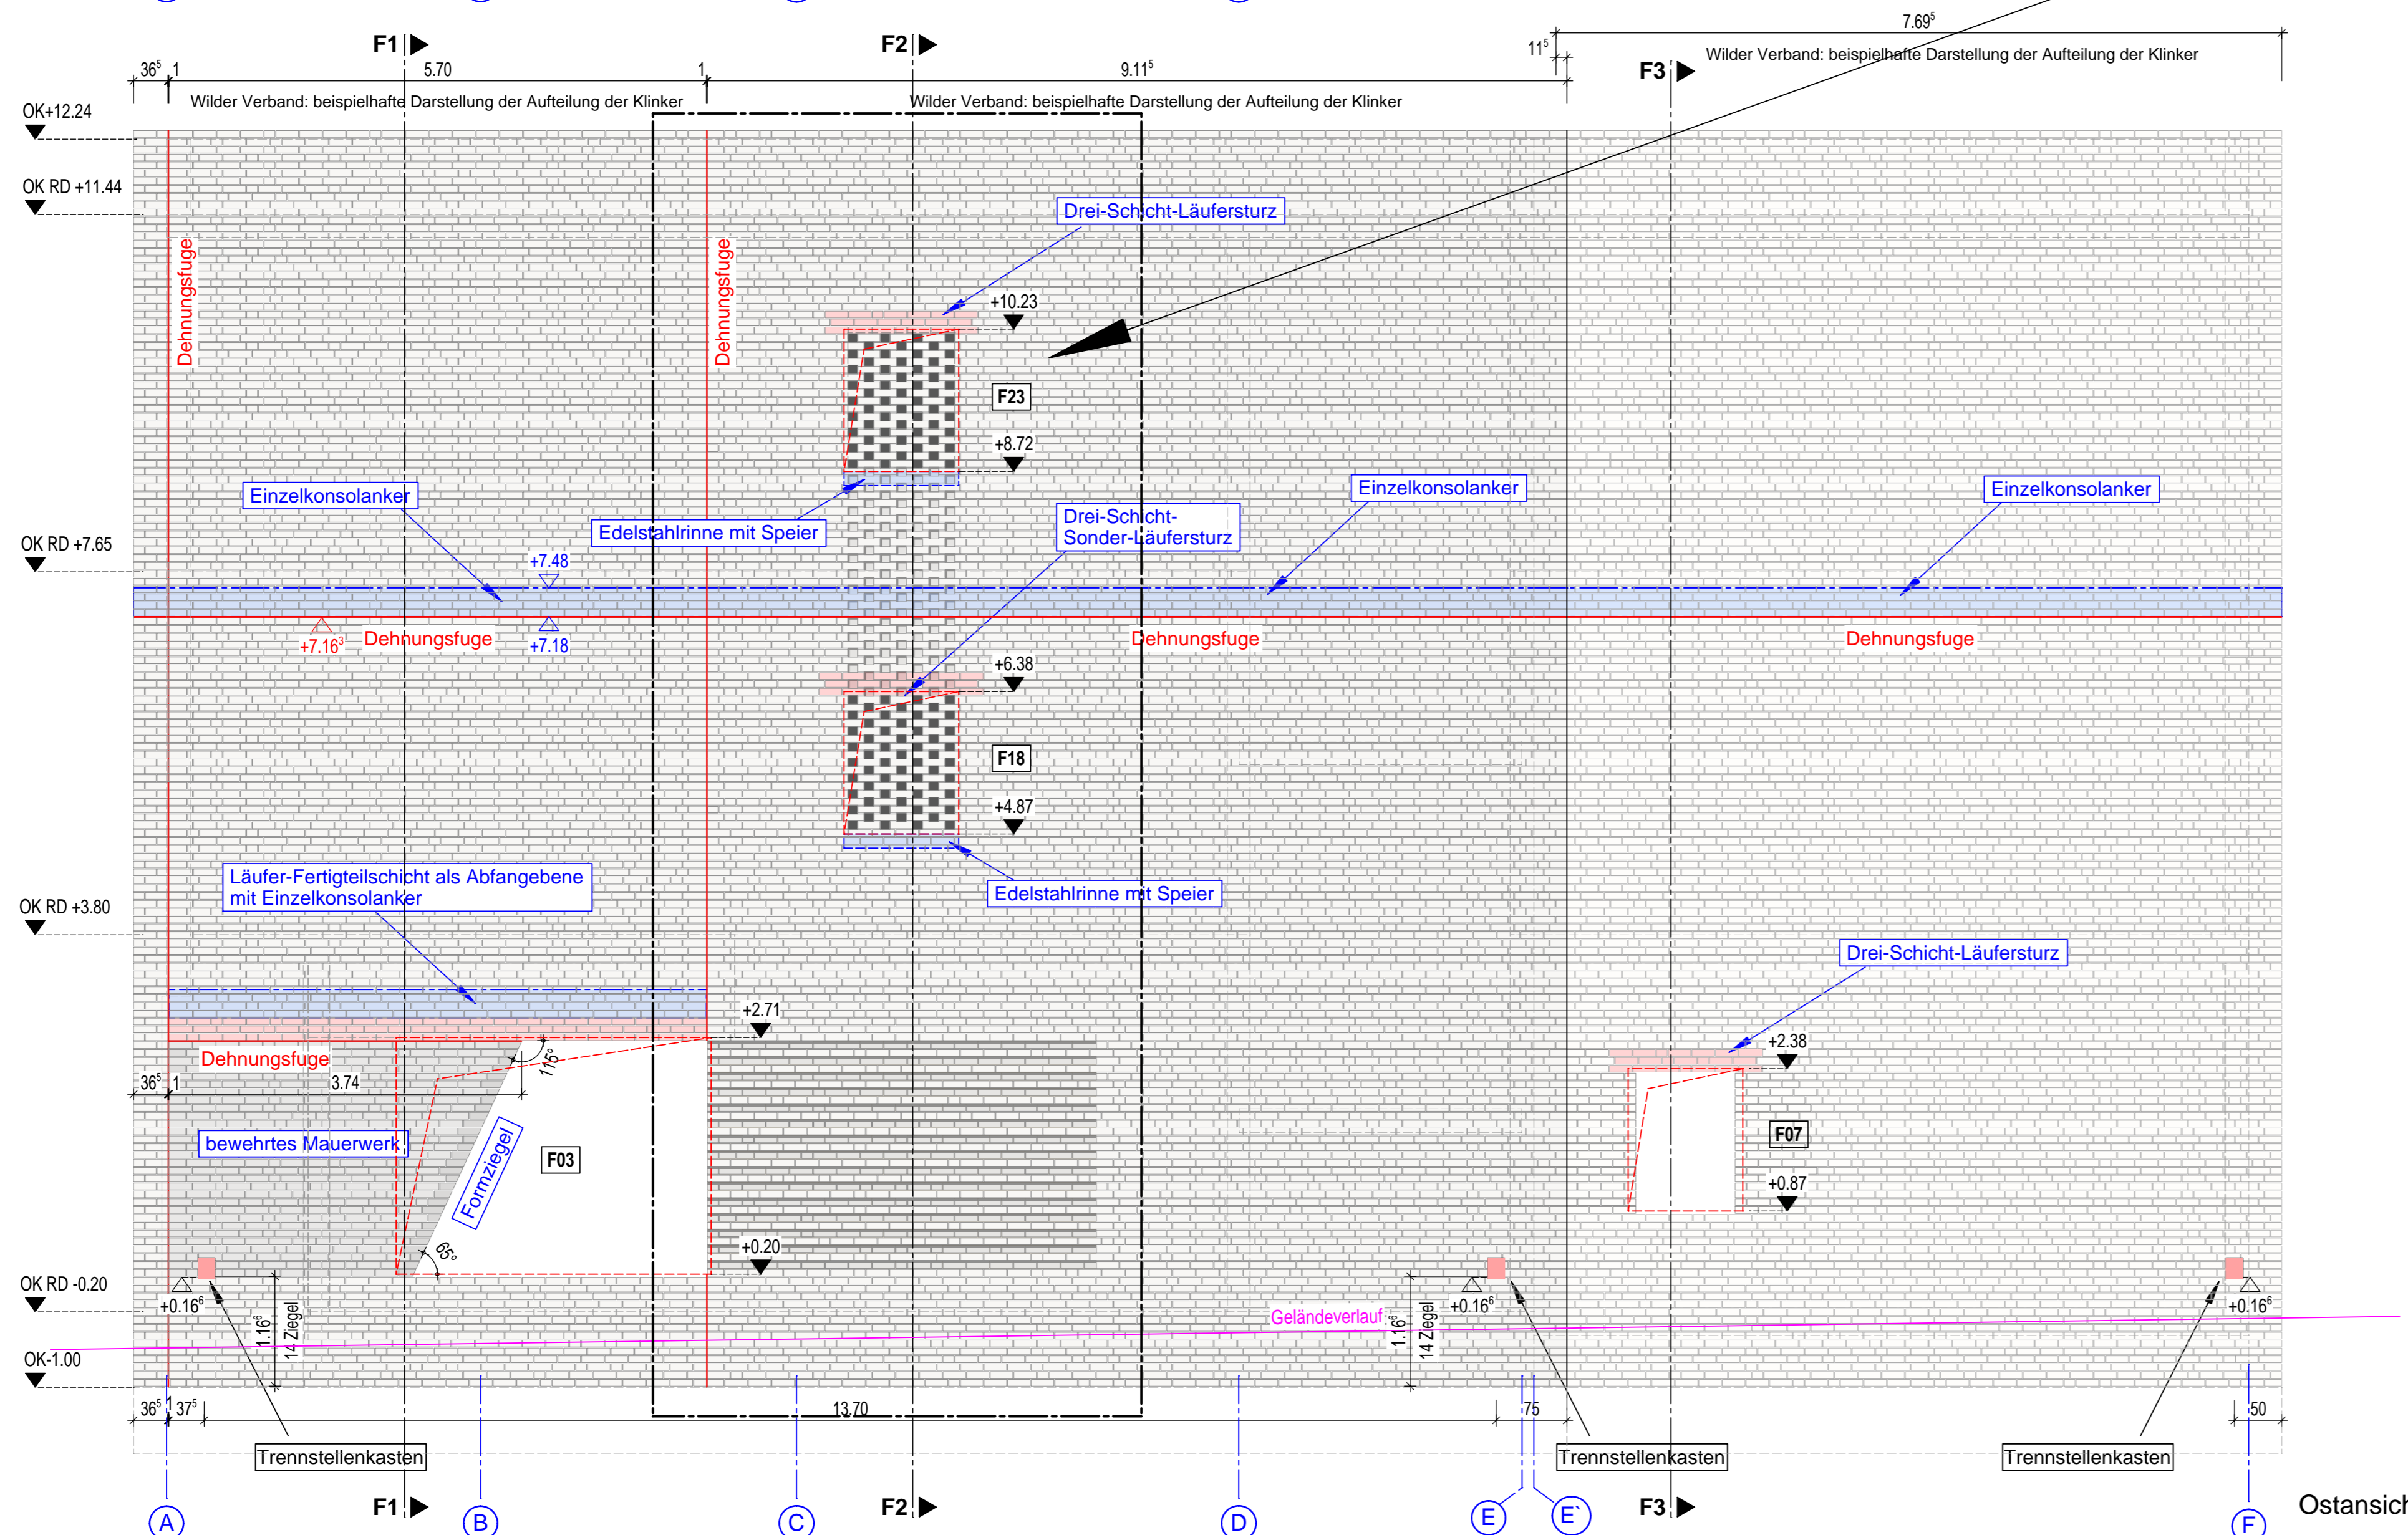 7.69⁵
F1
F2
11⁵
Wilder Verband: beispielhafte Darstellung der Aufteilung der Klinker
F3
36⁵
1
5.70
1
9.11⁵
Wilder Verband: beispielhafte Darstellung der Aufteilung der Klinker
Wilder Verband: beispielhafte Darstellung der Aufteilung der Klinker
OK+12.24
OK RD +11.44
Drei-Schicht-Läufersturz
Dehnungsfuge
Dehnungsfuge
+10.23
F23
+8.72
Einzelkonsolanker
Einzelkonsolanker
Einzelkonsolanker
Edelstahlrinne mit Speier
Drei-Schicht-
Sonder-Läufersturz
OK RD +7.65
+7.48
+7.16³
Dehnungsfuge
+7.18
Dehnungsfuge
Dehnungsfuge
+6.38
F18
+4.87
Läufer-Fertigteilschicht als Abfangebene
mit Einzelkonsolanker
Edelstahlrinne mit Speier
OK RD +3.80
Drei-Schicht-Läufersturz
+2.71
+2.38
Dehnungsfuge
115°
36⁵
1
3.74
bewehrtes Mauerwerk
Formziegel
F03
F07
+0.87
65°
+0.20
OK RD -0.20
+0.16⁶
1.16⁶
14 Ziegel
Geländeverlauf
1.16⁶
14 Ziegel
+0.16⁶
+0.16⁶
OK-1.00
36⁵
1
37⁵
13.70
75
50
Trennstellenkasten
Trennstellenkasten
Trennstellenkasten
F1
F2
F3
A
B
C
D
E
E`
F
Ostansich